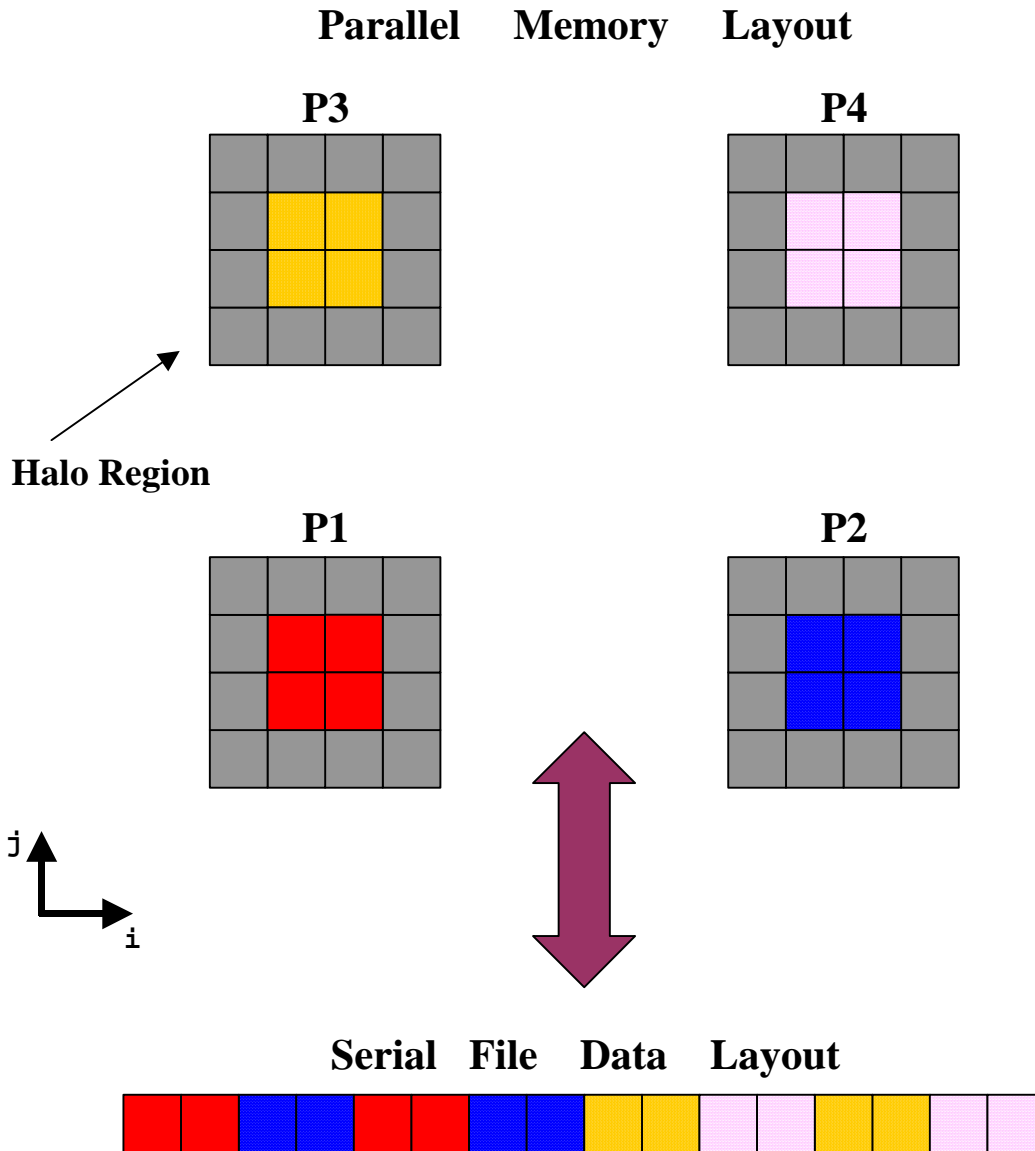 Parallel Memory Layout
P3 P4
Halo Region
P1 P2
j
i
Serial File Data Layout